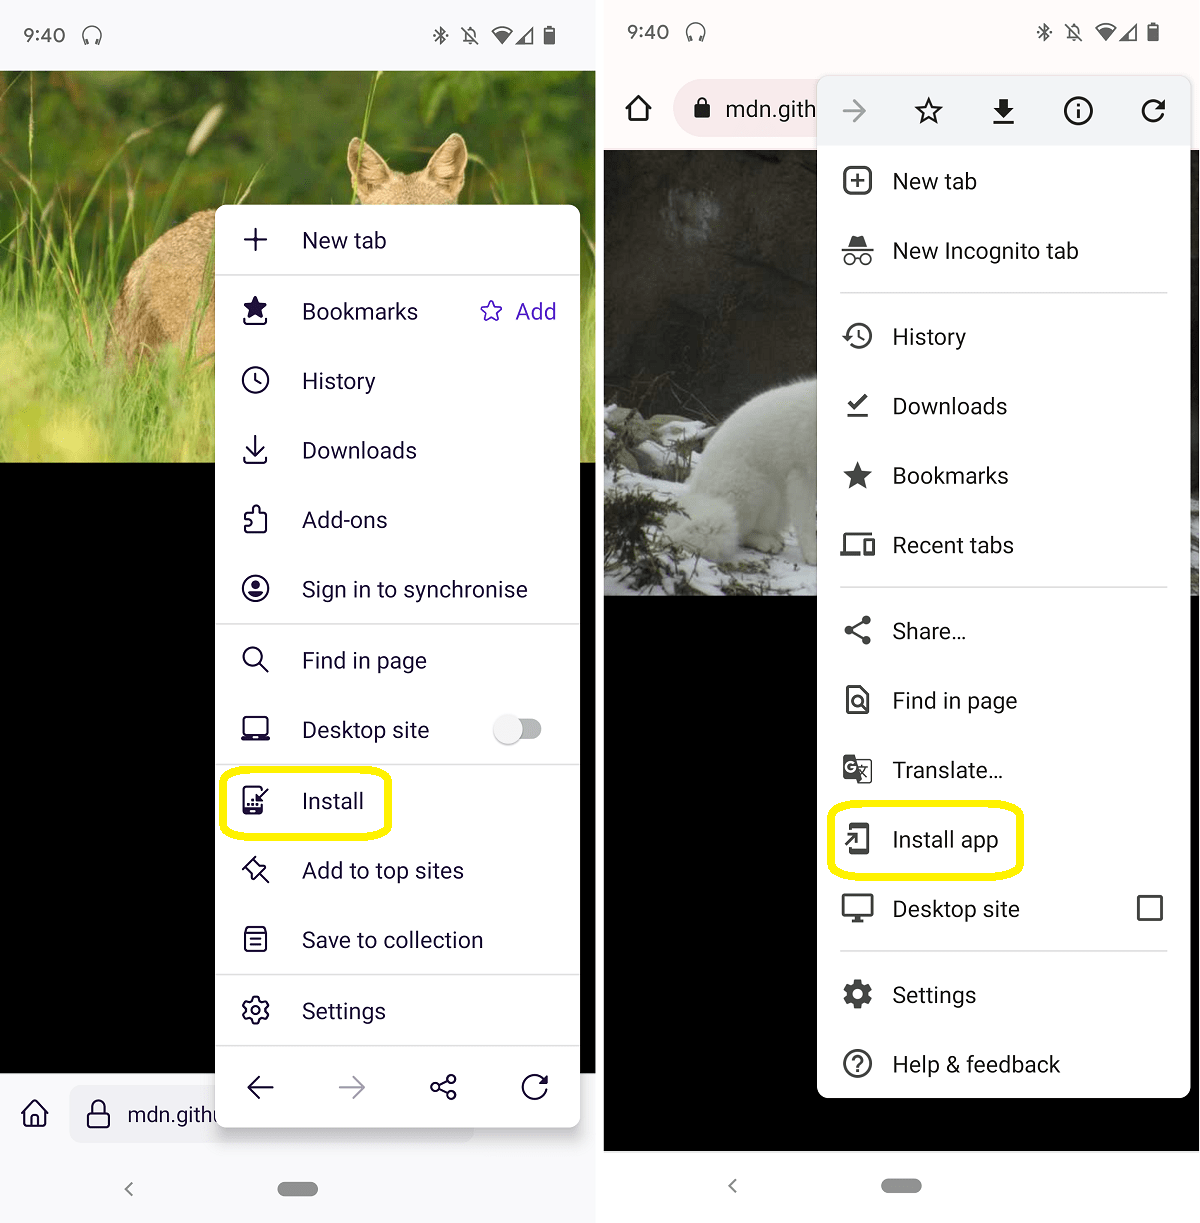 9:40
New tab
Bookmarks Add
History
Downloads
Add-ons
Sign in to synchronise
Find in page
Desktop site
Install
Add to top sites
Save to collection
Settings
mdn.gith
9:40
mdn.gith
New tab
New Incognito tab
History
Downloads
Bookmarks
Recent tabs
Share...
Find in page
Translate...
Install app
Desktop site
Settings
Help & feedback